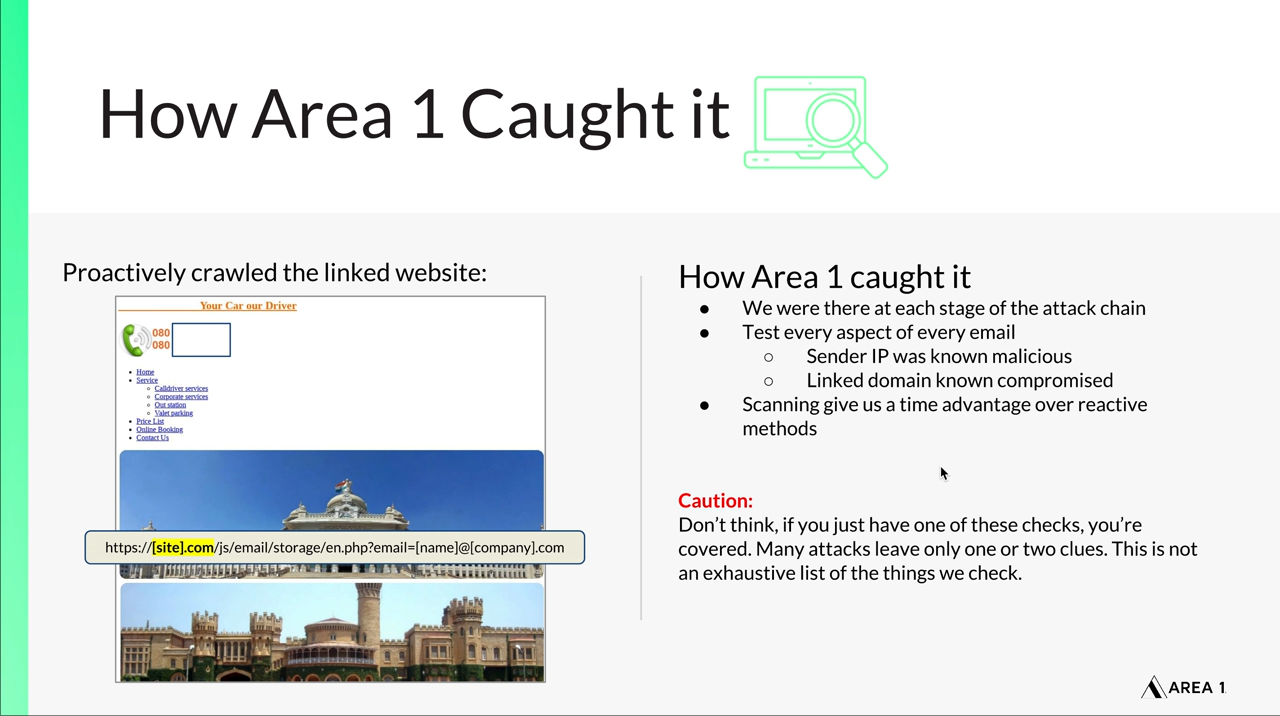 How Area 1 Caught it
Proactively crawled the linked website:
Your Car our Driver
080
080
Home
Service
Calldriver services
Corporate services
Out station
Valet parking
Price List
Online Booking
Contact Us
https://[site].com/js/email/storage/en.php?email=[name]@[company].com
How Area 1 caught it
● We were there at each stage of the attack chain
● Test every aspect of every email
○ Sender IP was known malicious
○ Linked domain known compromised
● Scanning give us a time advantage over reactive
methods
Caution:
Don’t think, if you just have one of these checks, you’re
covered. Many attacks leave only one or two clues. This is not
an exhaustive list of the things we check.
AREA 1